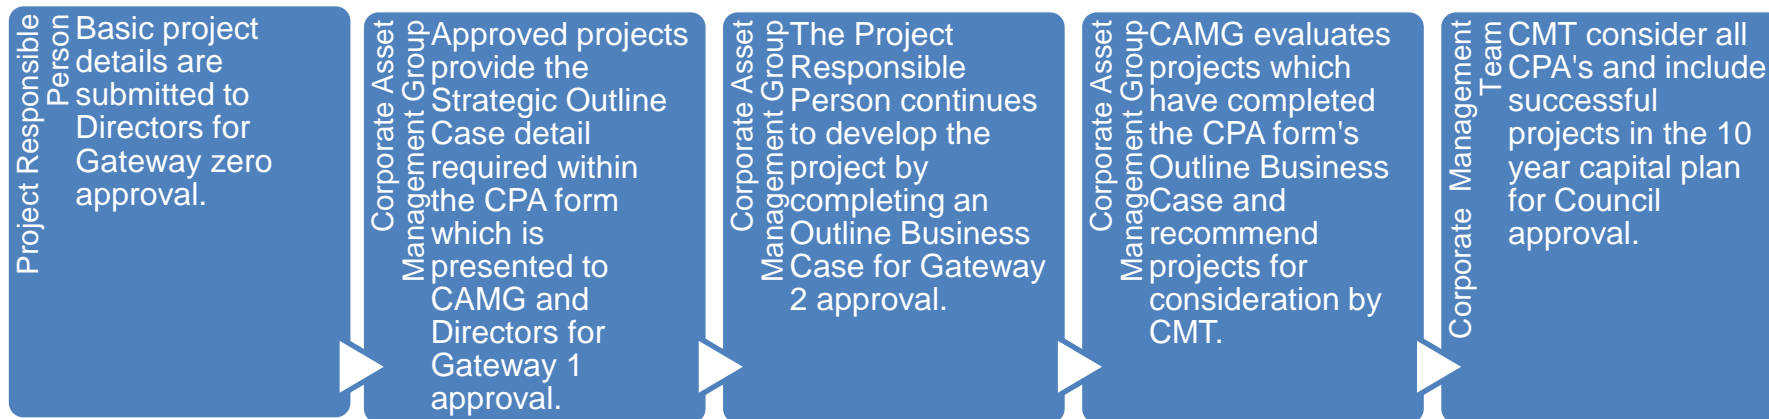 Project Responsible
Person
Basic project
details are
submitted to
Directors for
Gateway zero
approval.
Corporate Asset
Management Group
Approved projects
provide the
Strategic Outline
Case detail
required within
the CPA form
which is
presented to
CAMG and
Directors for
Gateway 1
approval.
Corporate Asset
Management Group
The Project
Responsible
Person continues
to develop the
project by
completing an
Outline Business
Case for Gateway
2 approval.
Corporate Asset
Management Group
CAMG evaluates
projects which
have completed
the CPA form's
Outline Business
Case and
recommend
projects for
consideration by
CMT.
Corporate Management
Team
CMT consider all
CPA's and include
successful
projects in the 10
year capital plan
for Council
approval.